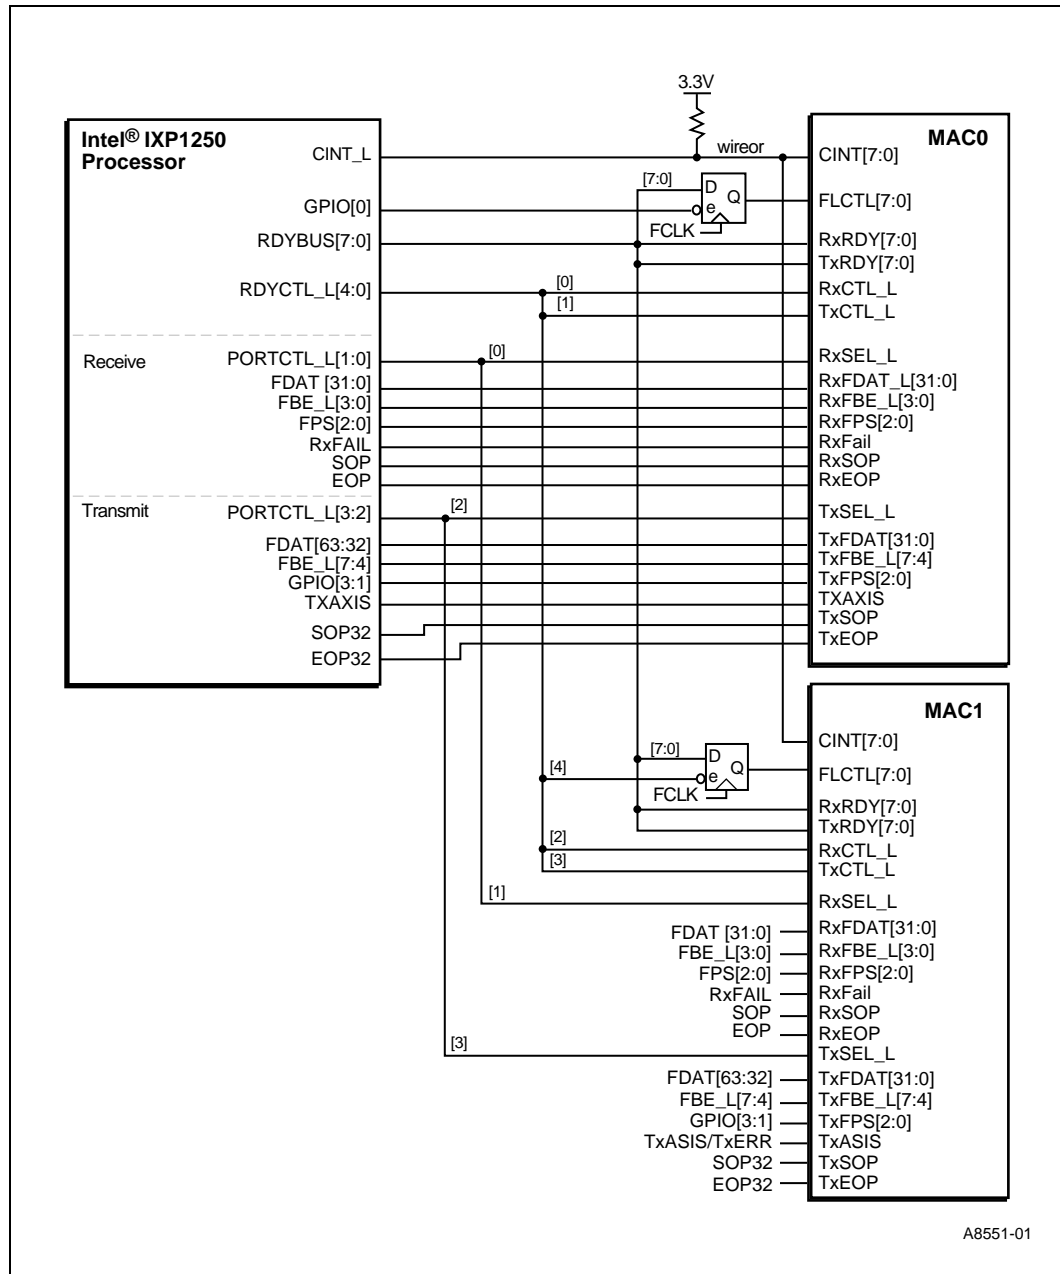 3.3V
Intel® IXP1250
Processor
MAC0
CINT_L
wireor
CINT[7:0]
[7:0]
D
Q
e
GPIO[0]
FLCTL[7:0]
FCLK
RDYBUS[7:0]
RxRDY[7:0]
TxRDY[7:0]
RDYCTL_L[4:0]
[0]
RxCTL_L
[1]
TxCTL_L
Receive
PORTCTL_L[1:0]
[0]
RxSEL_L
FDAT [31:0]
RxFDAT_L[31:0]
FBE_L[3:0]
RxFBE_L[3:0]
FPS[2:0]
RxFPS[2:0]
RxFAIL
RxFail
SOP
RxSOP
EOP
RxEOP
Transmit
PORTCTL_L[3:2]
[2]
TxSEL_L
FDAT[63:32]
TxFDAT[31:0]
FBE_L[7:4]
TxFBE_L[7:4]
GPIO[3:1]
TxFPS[2:0]
TXAXIS
TXAXIS
SOP32
TxSOP
EOP32
TxEOP
MAC1
CINT[7:0]
[7:0]
D
Q
e
[4]
FLCTL[7:0]
FCLK
RxRDY[7:0]
TxRDY[7:0]
[2]
RxCTL_L
[3]
TxCTL_L
[1]
RxSEL_L
FDAT [31:0]
RxFDAT[31:0]
FBE_L[3:0]
RxFBE_L[3:0]
FPS[2:0]
RxFPS[2:0]
RxFAIL
RxFail
SOP
RxSOP
EOP
RxEOP
[3]
TxSEL_L
FDAT[63:32]
TxFDAT[31:0]
FBE_L[7:4]
TxFBE_L[7:4]
GPIO[3:1]
TxFPS[2:0]
TxASIS/TxERR
TxASIS
SOP32
TxSOP
EOP32
TxEOP
A8551-01